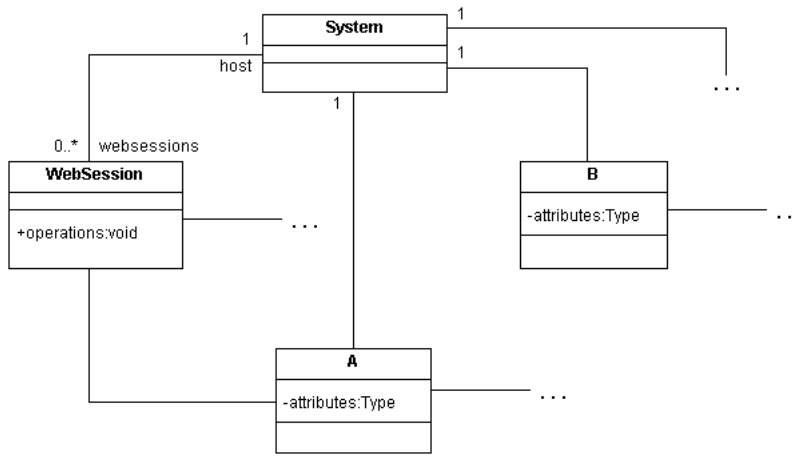 1
System
1
1
host
1
...
0..* websessions
WebSession
B
-attributes:Type
..
+operations:void
...
A
-attributes:Type
...